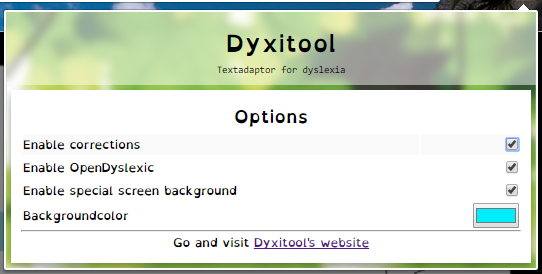 Dyxitool
Textadaptor for dyslexia
Options
Enable corrections
Enable OpenDyslexic
Enable special screen background
Backgroundcolor
Go and visit Dyxitool's website